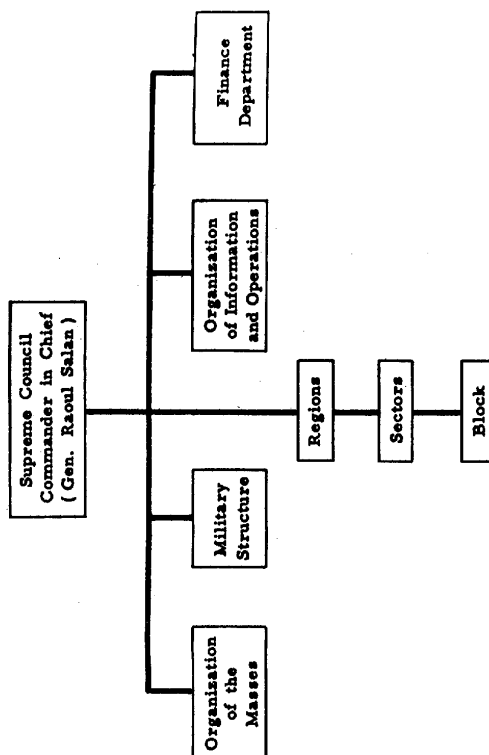 Supreme Council
Commander in Chief
( Gen. Raoul Salan )
Organization
of the
Masses
Military
Structure
Organization
of Information
and Operations
Finance
Department
Regions
Sectors
Block